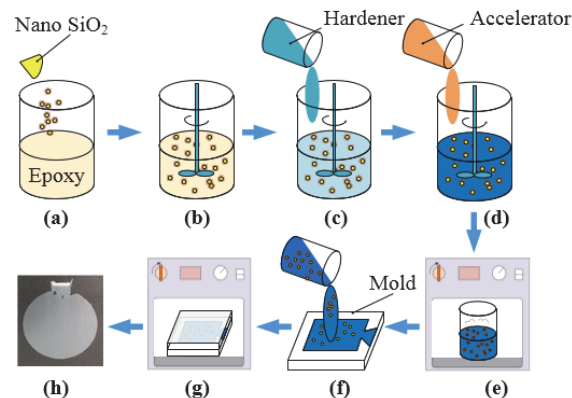 Nano SiO₂
Hardener
Accelerator
Epoxy
(a)
(b)
(c)
(d)
Mold
(h)
(g)
(f)
(e)